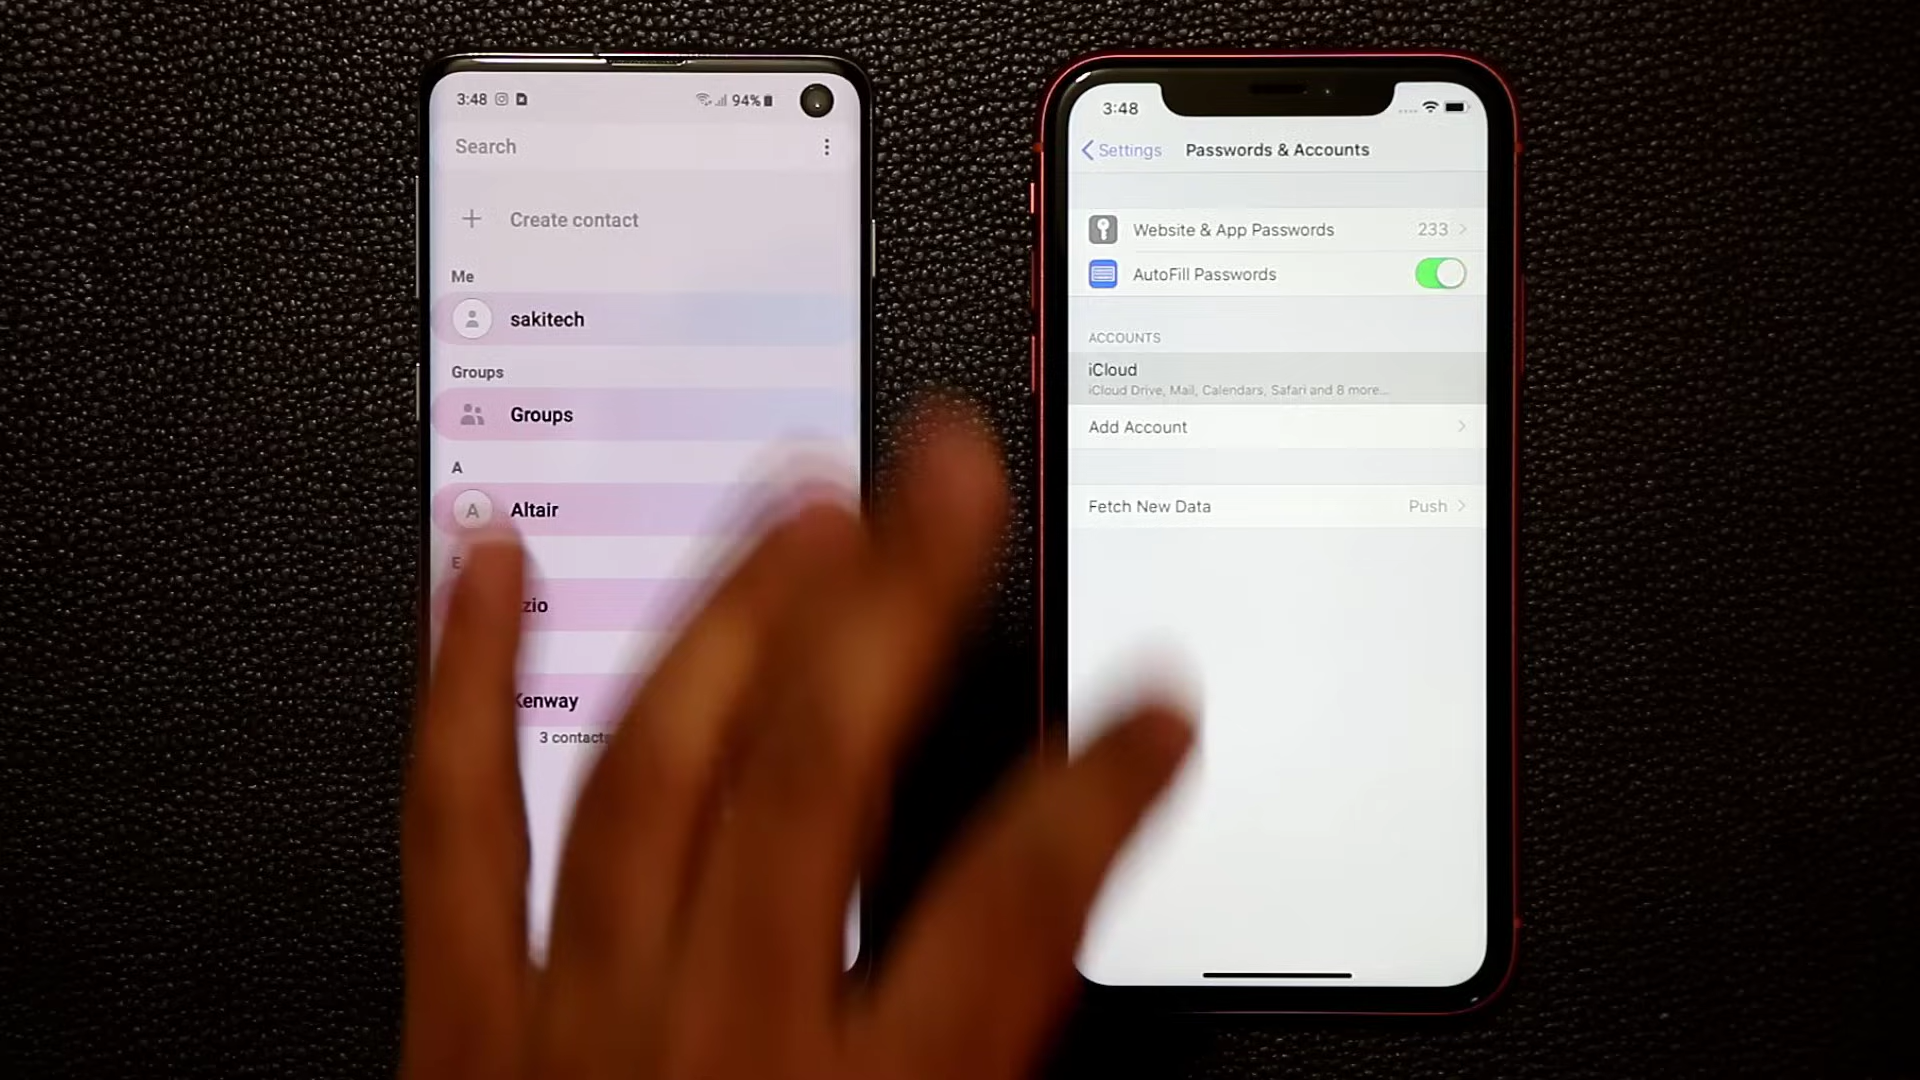 3:48
94%
Search
Create contact
Me
sakitech
Groups
Groups
A
A
Altair
E
zio
Kenway
3 contacts
3:48
Settings
Passwords & Accounts
Website & App Passwords
233
AutoFill Passwords
ACCOUNTS
iCloud
iCloud Drive, Mail, Calendars, Safari and 8 more...
Add Account
Fetch New Data
Push